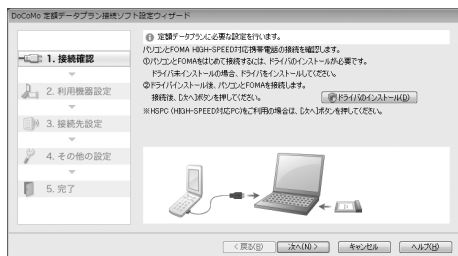 DoCoMo 定額データプラン接続ソフト設定ウィザード
1. 接続確認
2. 利用機器設定
3. 接続先設定
4. その他の設定
5. 完了
定額データプランに必要な設定を行います。
パソコンとFOMA HIGH-SPEED対応携帯電話の接続を確認します。
①パソコンとFOMAをはじめて接続するには、ドライバのインストールが必要です。
ドライバ未インストールの場合、ドライバをインストールしてください。
②ドライバインストール後、パソコンとFOMAを接続します。
接続後、[次へ]ボタンを押してください。
ドライバのインストール(D)
※HSPC (HIGH-SPEED対応PC)をご利用の場合は、[次へ]ボタンを押してください。
< 戻る(B)
次へ(N) >
キャンセル
ヘルプ(H)